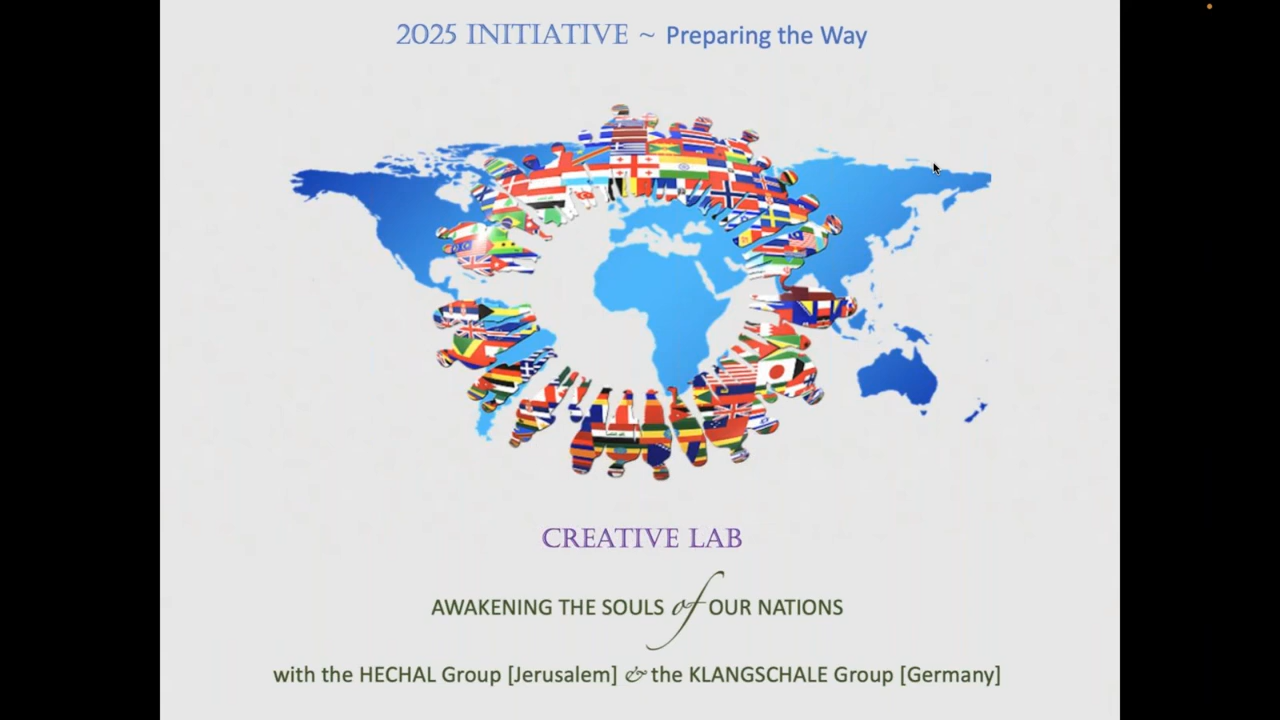 2025 INITIATIVE ~ Preparing the Way
CREATIVE LAB
AWAKENING THE SOULS of OUR NATIONS
with the HECHAL Group [Jerusalem] & the KLANGSCHALE Group [Germany]